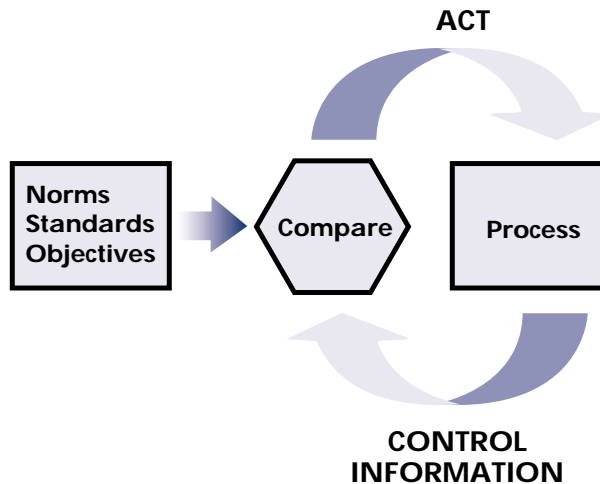 ACT
Norms
Standards
Objectives
Compare
Process
CONTROL
INFORMATION